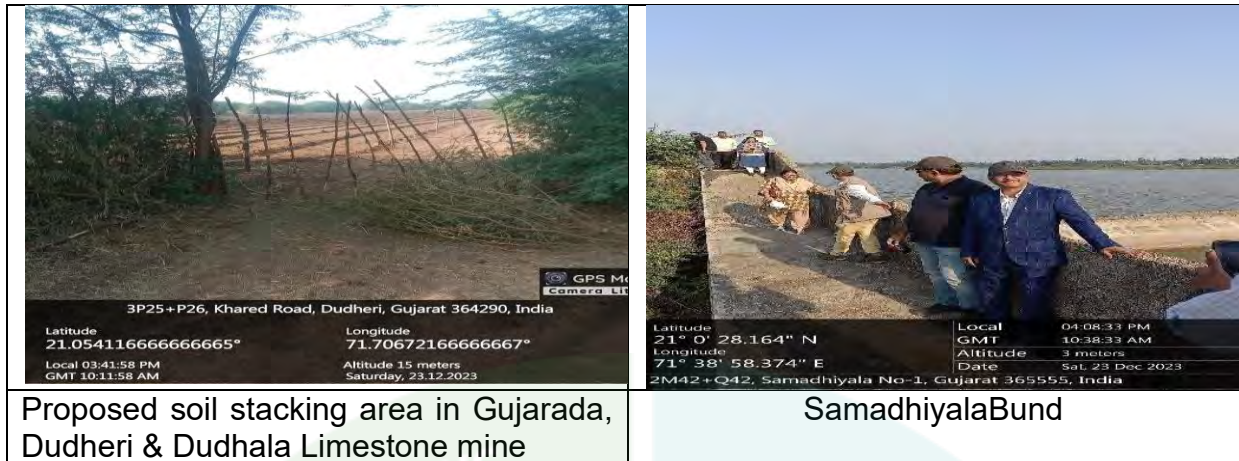 GPS M
Camera Lit
3P25+P26, Khared Road, Dudheri, Gujarat 364290, India
Latitude
21.054116666666665°
Longitude
71.70672166666667°
Local 03:41:58 PM
GMT 10:11:58 AM
Altitude 15 meters
Saturday, 23.12.2023
Latitude
21° 0' 28.164" N
Longitude
71° 38' 58.374" E
Local 04:08:33 PM
GMT 10:38:33 AM
Altitude 3 meters
Date Sat, 23 Dec 2023
2M42+Q42, Samadhiyala No-1, Gujarat 365555, India
Proposed soil stacking area in Gujarada,
Dudheri & Dudhala Limestone mine
SamadhiyalaBund